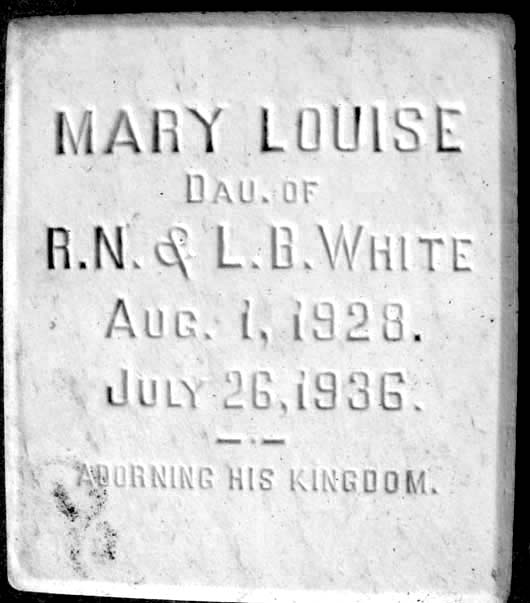 MARY LOUISE
DAU. OF
R.N. & L.B. WHITE
AUG. 1, 1928.
JULY 26, 1936.
ADORNING HIS KINGDOM.